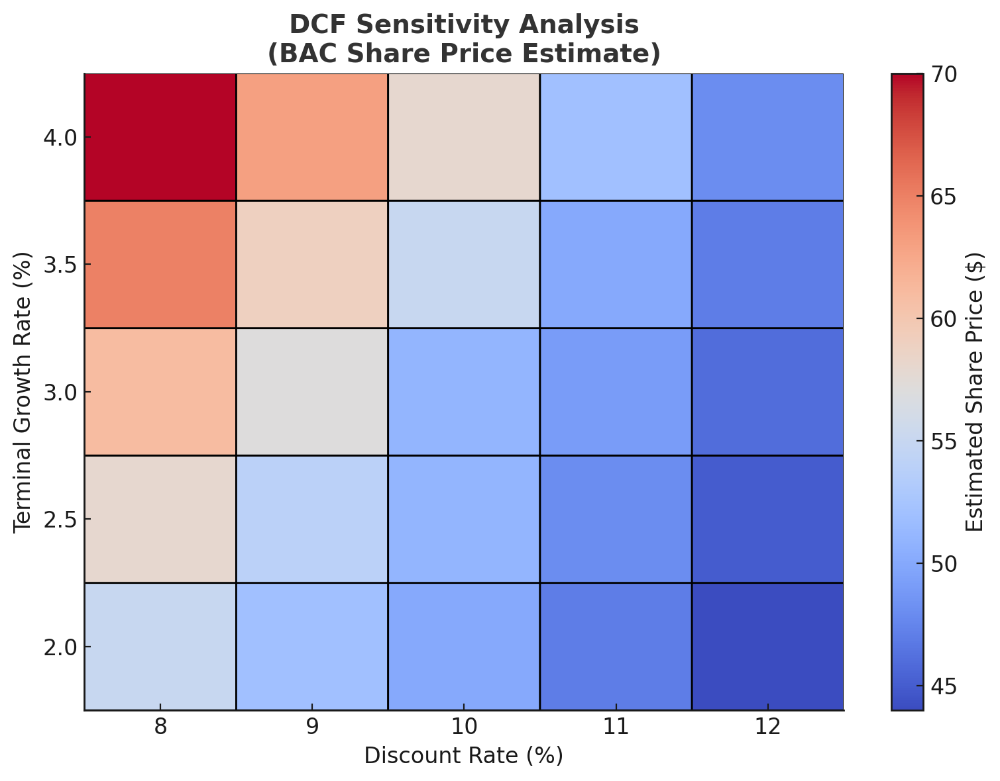 DCF Sensitivity Analysis
(BAC Share Price Estimate)
Terminal Growth Rate (%)
4.0
3.5
3.0
2.5
2.0
8 9 10 11 12
Discount Rate (%)
70
65
60
55
50
45
Estimated Share Price ($)